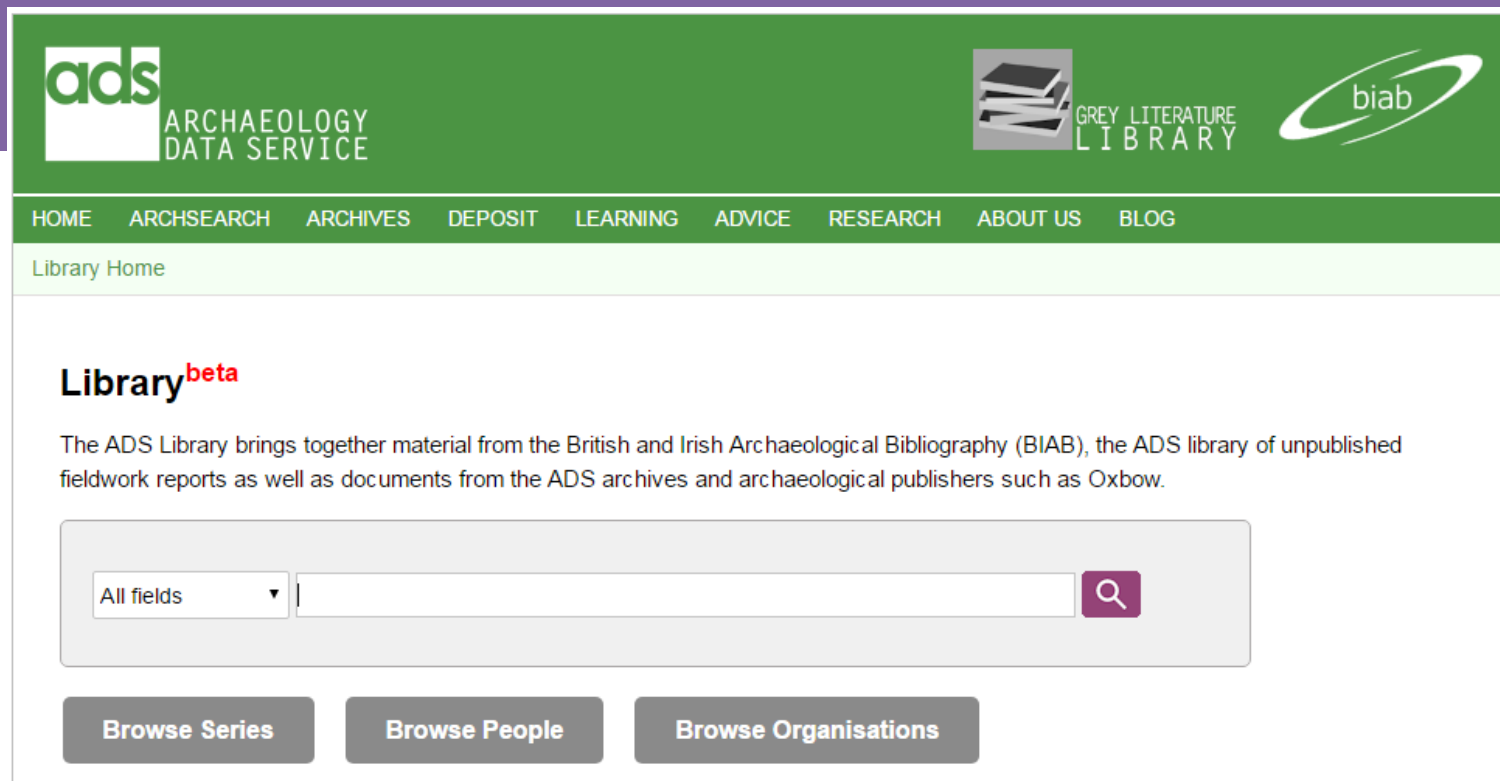 ads
ARCHAEOLOGY
DATA SERVICE
GREY LITERATURE
LIBRARY
biab
HOME ARCHSEARCH ARCHIVES DEPOSIT LEARNING ADVICE RESEARCH ABOUT US BLOG
Library Home
Librarybeta
The ADS Library brings together material from the British and Irish Archaeological Bibliography (BIAB), the ADS library of unpublished
fieldwork reports as well as documents from the ADS archives and archaeological publishers such as Oxbow.
All fields
Browse Series Browse People Browse Organisations